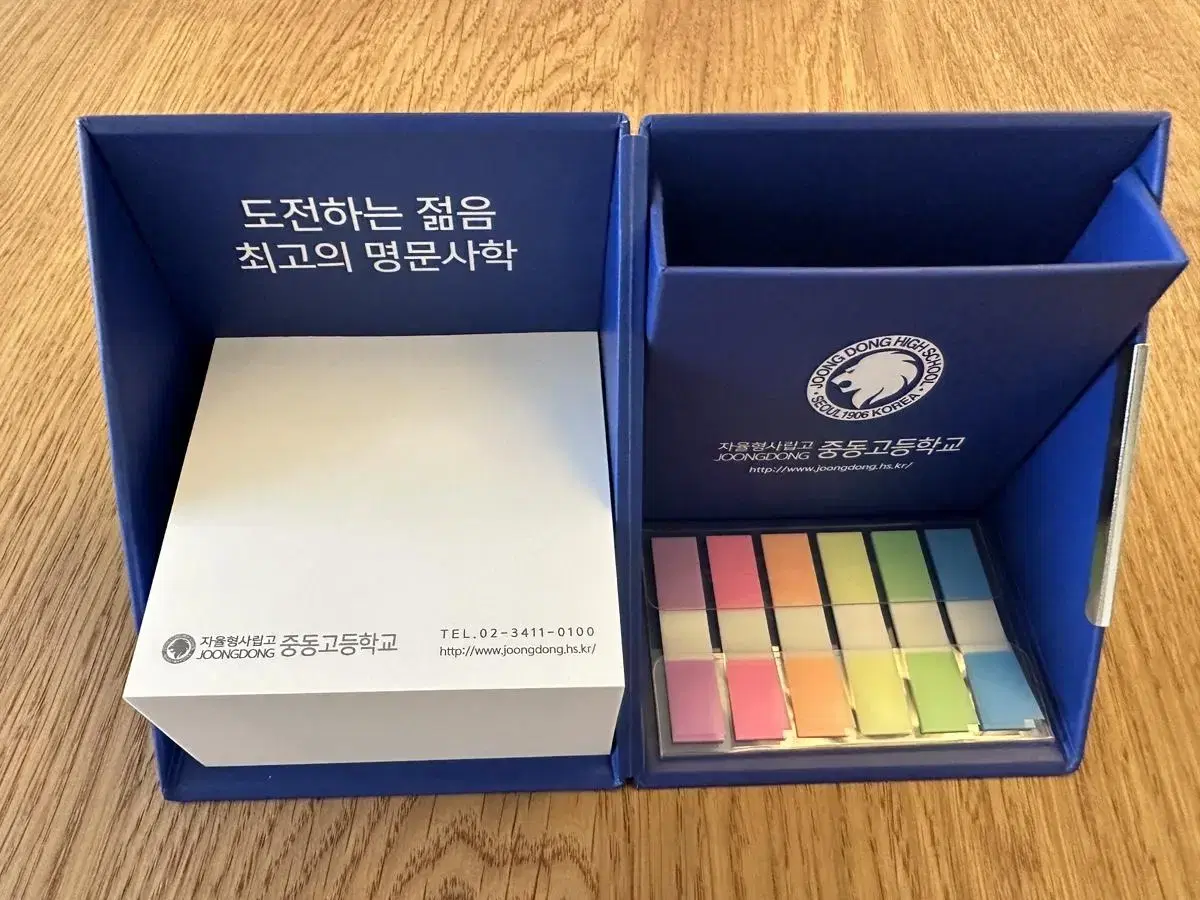 도전하는 젊음
최고의 명문사학
JOONG DONG HIGH SCHOOL
SEOUL 1906 KOREA
자율형사립고
JOONGDONG
중동고등학교
http://www.joongdong.hs.kr/
자율형사립고
JOONGDONG
중동고등학교
TEL.02-3411-0100
http://www.joongdong.hs.kr/